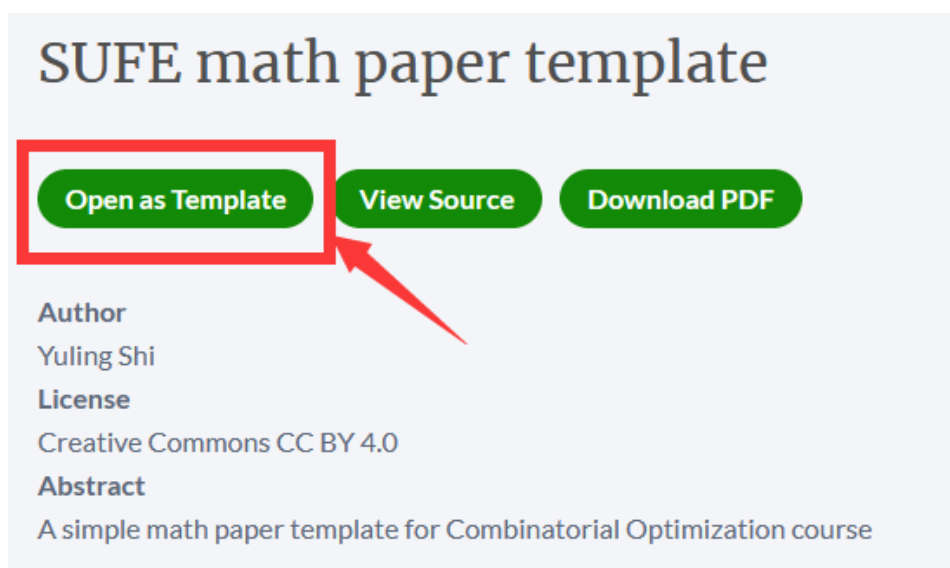 SUFE math paper template
Open as Template View Source Download PDF
Author
Yuling Shi
License
Creative Commons CC BY 4.0
Abstract
A simple math paper template for Combinatorial Optimization course